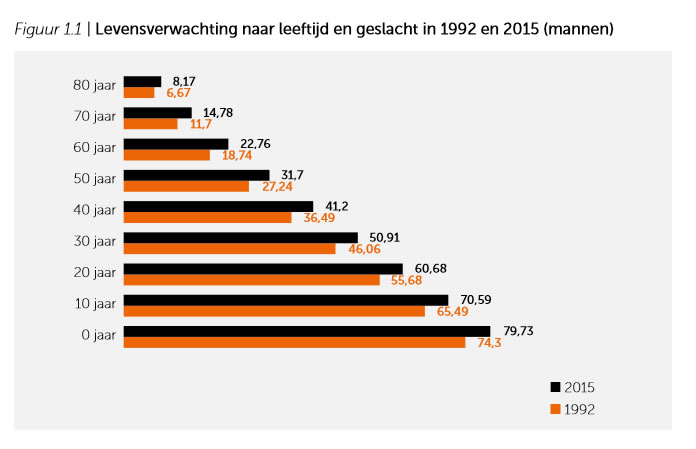 Figuur 1.1 | Levensverwachting naar leeftijd en geslacht in 1992 en 2015 (mannen)
80 jaar 8,17
6,67
70 jaar 14,78
11,7
60 jaar 22,76
18,74
50 jaar 31,7
27,24
40 jaar 41,2
36,49
30 jaar 50,91
46,06
20 jaar 60,68
55,68
10 jaar 70,59
65,49
0 jaar 79,73
74,3
2015
1992